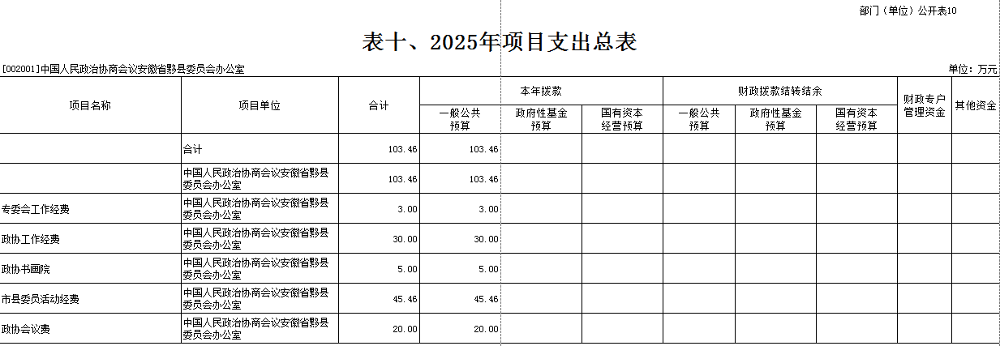 部门（单位）公开表10
表十、2025年项目支出总表
[002001]中国人民政治协商会议安徽省黟县委员会办公室 单位：万元
项目名称 项目单位 合计 本年拨款 财政拨款结转结余 财政专户管理资金 其他资金
一般公共预算 政府性基金预算 国有资本经营预算 一般公共预算 政府性基金预算 国有资本经营预算
合计 103.46 103.46
中国人民政治协商会议安徽省黟县
委员会办公室 103.46 103.46
专委会工作经费 中国人民政治协商会议安徽省黟县
委员会办公室 3.00 3.00
政协工作经费 中国人民政治协商会议安徽省黟县
委员会办公室 30.00 30.00
政协书画院 中国人民政治协商会议安徽省黟县
委员会办公室 5.00 5.00
市县委员活动经费 中国人民政治协商会议安徽省黟县
委员会办公室 45.46 45.46
政协会议费 中国人民政治协商会议安徽省黟县
委员会办公室 20.00 20.00